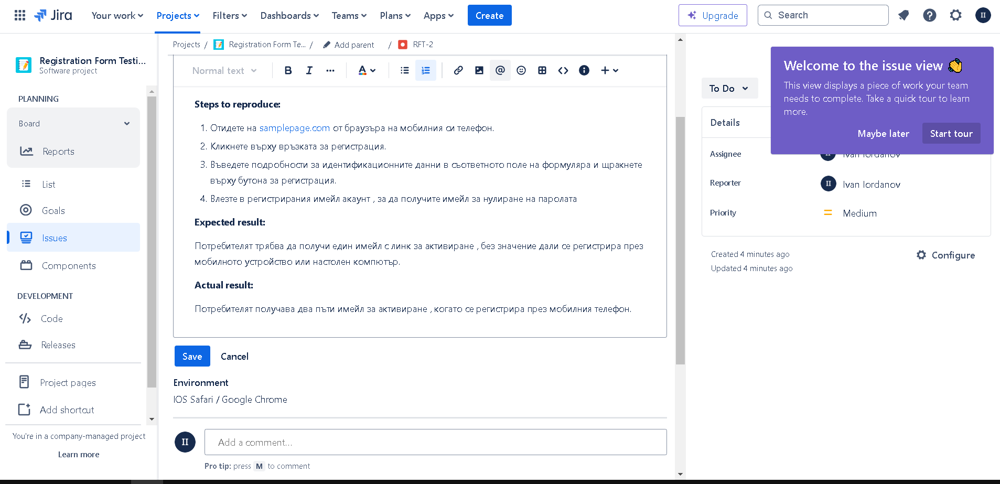 Jira
Your work
Projects
Filters
Dashboards
Teams
Plans
Apps
Create
Upgrade
Search
II
Registration Form Testi...
Software project
PLANNING
Board
Reports
List
Goals
Issues
Components
DEVELOPMENT
Code
Releases
Project pages
Add shortcut
You're in a company-managed project
Learn more
Projects / Registration Form Te... / Add parent / RFT-2
Normal text
B I ••• A @
Steps to reproduce:
1. Отидете на samplepage.com от браузъра на мобилния си телефон.
2. Кликнете върху връзката за регистрация.
3. Въведете подробности за идентификационните данни в съответното поле на формуляра и щракнете
върху бутона за регистрация.
4. Влезте в регистрирания имейл акаунт , за да получите имейл за нулиране на паролата
Expected result:
Потребителят трябва да получи един имейл с линк за активиране , без значение дали се регистрира през
мобилното устройство или настолен компютър.
Actual result:
Потребителят получава два пъти имейл за активиране , когато се регистрира през мобилния телефон.
Save
Cancel
Environment
IOS Safari / Google Chrome
II
Add a comment...
Pro tip: press M to comment
To Do
Details
Welcome to the issue view 👋
This view displays a piece of work your team
needs to complete. Take a quick tour to learn
more.
Maybe later
Start tour
Assignee
II Ivan Iordanov
Reporter
II Ivan Iordanov
Priority
Medium
Created 4 minutes ago
Updated 4 minutes ago
Configure